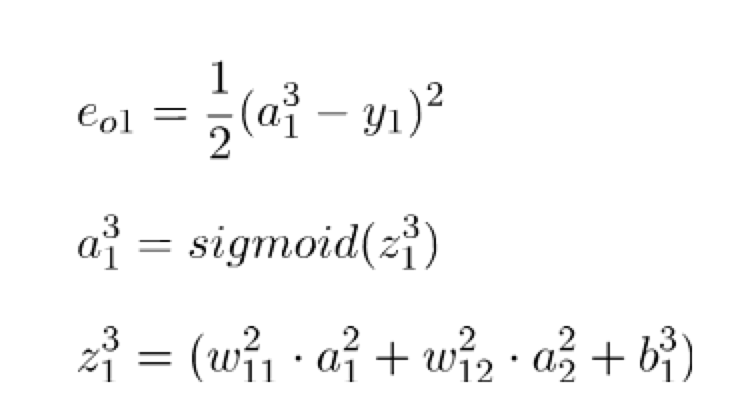 e_{o1} = \frac{1}{2}(a_1^3 - y_1)^2
a_1^3 = sigmoid(z_1^3)
z_1^3 = (w_{11}^2 \cdot a_1^2 + w_{12}^2 \cdot a_2^2 + b_1^3)